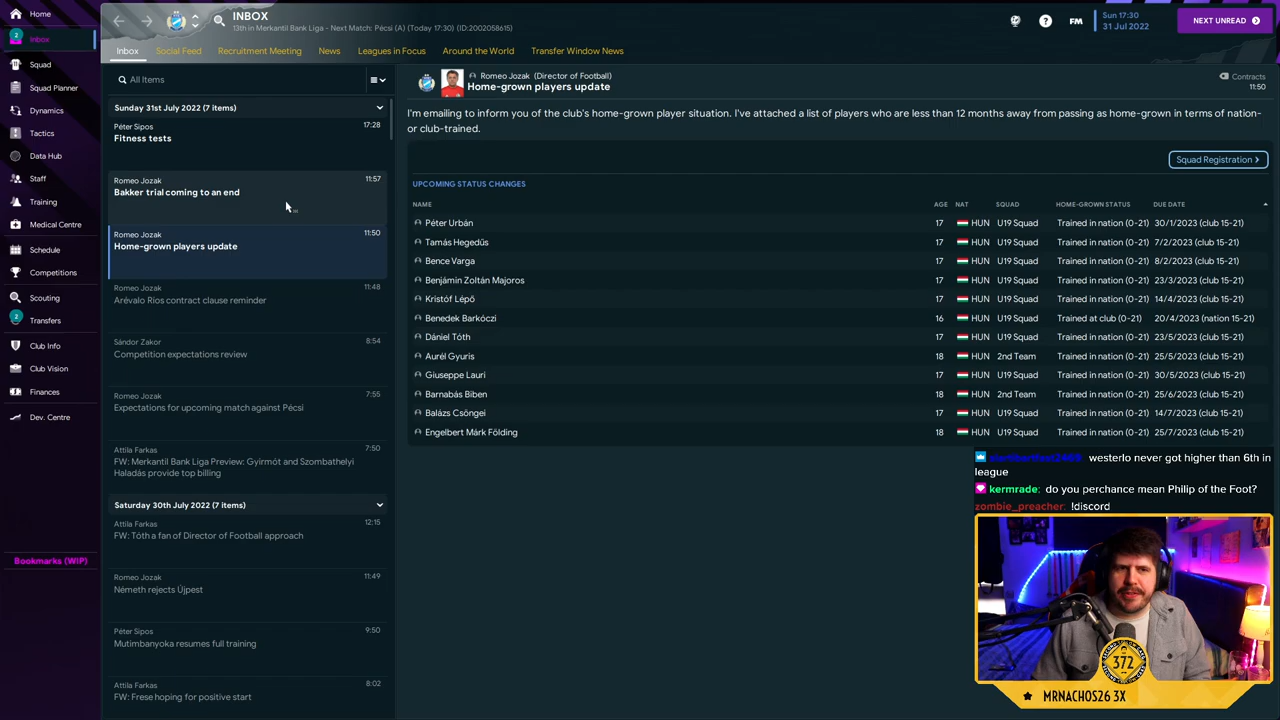 Home
INBOX
13th in Merkantil Bank Liga - Next Match: Pécsi (A) (Today 17:30) (ID:2002058615)
FM
Sun 17:30
31 Jul 2022
NEXT UNREAD
2
Inbox
Squad
Squad Planner
Dynamics
Tactics
Data Hub
Staff
Training
Medical Centre
Schedule
Competitions
Scouting
2
Transfers
Club Info
Club Vision
Finances
Dev. Centre
Bookmarks (WIP)
Inbox Social Feed Recruitment Meeting News Leagues in Focus Around the World Transfer Window News
All Items
Sunday 31st July 2022 (7 items)
Péter Sipos 17:28
Fitness tests
Romeo Jozak 11:57
Bakker trial coming to an end
Romeo Jozak 11:50
Home-grown players update
Romeo Jozak 11:48
Arévalo Ríos contract clause reminder
Sándor Zakor 8:54
Competition expectations review
Romeo Jozak 7:55
Expectations for upcoming match against Pécsi
Attila Farkas 7:50
FW: Merkantil Bank Liga Preview: Gyirmót and Szombathelyi
Haladás provide top billing
Saturday 30th July 2022 (7 items)
Attila Farkas 12:15
FW: Tóth a fan of Director of Football approach
Romeo Jozak 11:49
Németh rejects Újpest
Péter Sipos 9:50
Mutimbanyoka resumes full training
Attila Farkas 8:02
FW: Frese hoping for positive start
Romeo Jozak (Director of Football)
Home-grown players update
Contracts
11:50
I'm emailing to inform you of the club's home-grown player situation. I've attached a list of players who are less than 12 months away from passing as home-grown in terms of nation-
or club-trained.
Squad Registration >
UPCOMING STATUS CHANGES
NAME AGE NAT SQUAD HOME-GROWN STATUS DUE DATE
Péter Urbán 17 HUN U19 Squad Trained in nation (0-21) 30/1/2023 (club 15-21)
Tamás Hegedűs 17 HUN U19 Squad Trained in nation (0-21) 7/2/2023 (club 15-21)
Bence Varga 17 HUN U19 Squad Trained in nation (0-21) 8/2/2023 (club 15-21)
Benjámin Zoltán Majoros 17 HUN U19 Squad Trained in nation (0-21) 23/3/2023 (club 15-21)
Kristóf Lépő 17 HUN U19 Squad Trained in nation (0-21) 14/4/2023 (club 15-21)
Benedek Barkóczi 16 HUN U19 Squad Trained at club (0-21) 20/4/2023 (nation 15-21)
Dániel Tóth 17 HUN U19 Squad Trained in nation (0-21) 23/5/2023 (club 15-21)
Aurél Gyuris 18 HUN 2nd Team Trained in nation (0-21) 25/5/2023 (club 15-21)
Giuseppe Lauri 17 HUN U19 Squad Trained in nation (0-21) 30/5/2023 (club 15-21)
Barnabás Biben 18 HUN 2nd Team Trained in nation (0-21) 25/6/2023 (club 15-21)
Balázs Csöngei 17 HUN U19 Squad Trained in nation (0-21) 14/7/2023 (club 15-21)
Engelbert Márk Földing 18 HUN U19 Squad Trained in nation (0-21) 25/7/2023 (club 15-21)
westerlo never got higher than 6th in
league
kermrade: do you perchance mean Philip of the Foot?
zombie_preacher: !discord
372
MRNACHOS26 3X